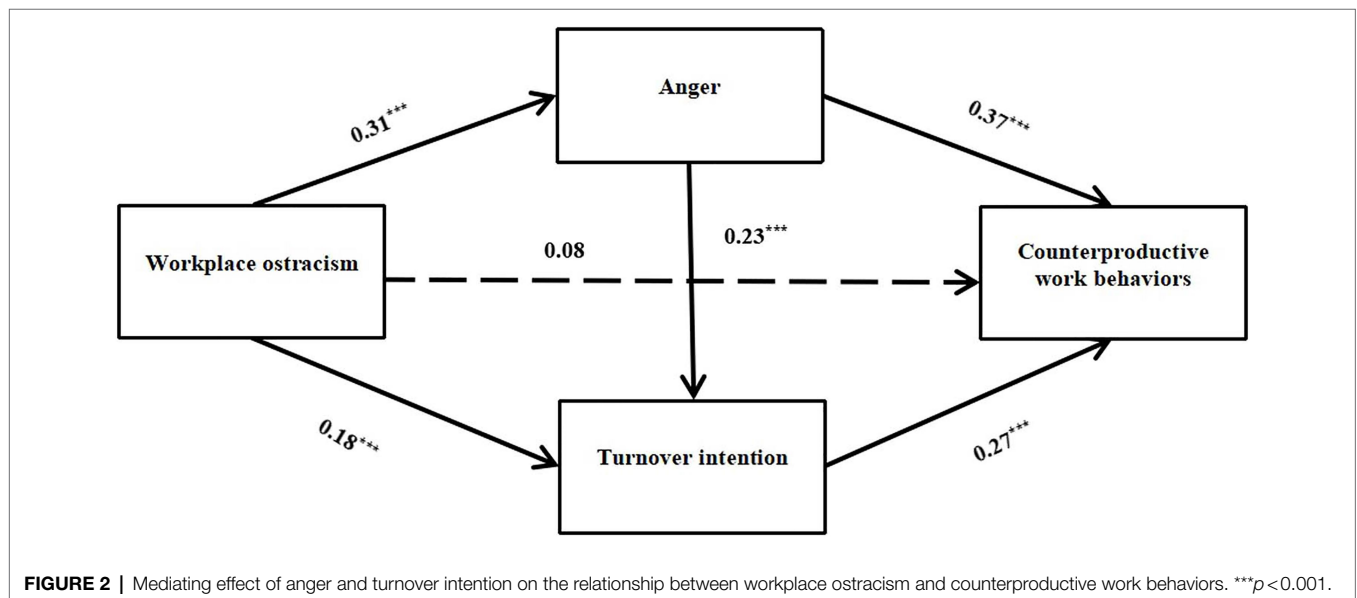 Anger
0.31***
0.37***
Workplace ostracism
0.08
0.23***
Counterproductive
work behaviors
0.18***
Turnover intention
0.27***
FIGURE 2 | Mediating effect of anger and turnover intention on the relationship between workplace ostracism and counterproductive work behaviors. ***p<0.001.